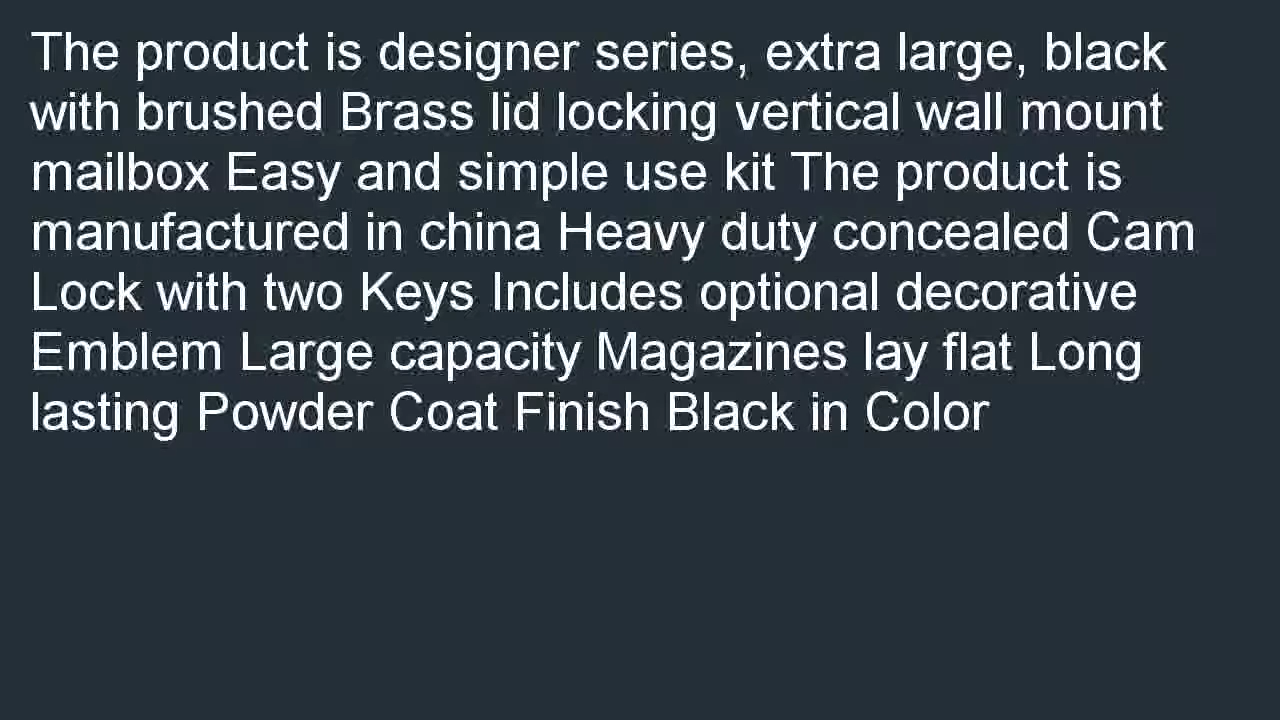 The product is designer series, extra large, black
with brushed Brass lid locking vertical wall mount
mailbox Easy and simple use kit The product is
manufactured in china Heavy duty concealed Cam
Lock with two Keys Includes optional decorative
Emblem Large capacity Magazines lay flat Long
lasting Powder Coat Finish Black in Color